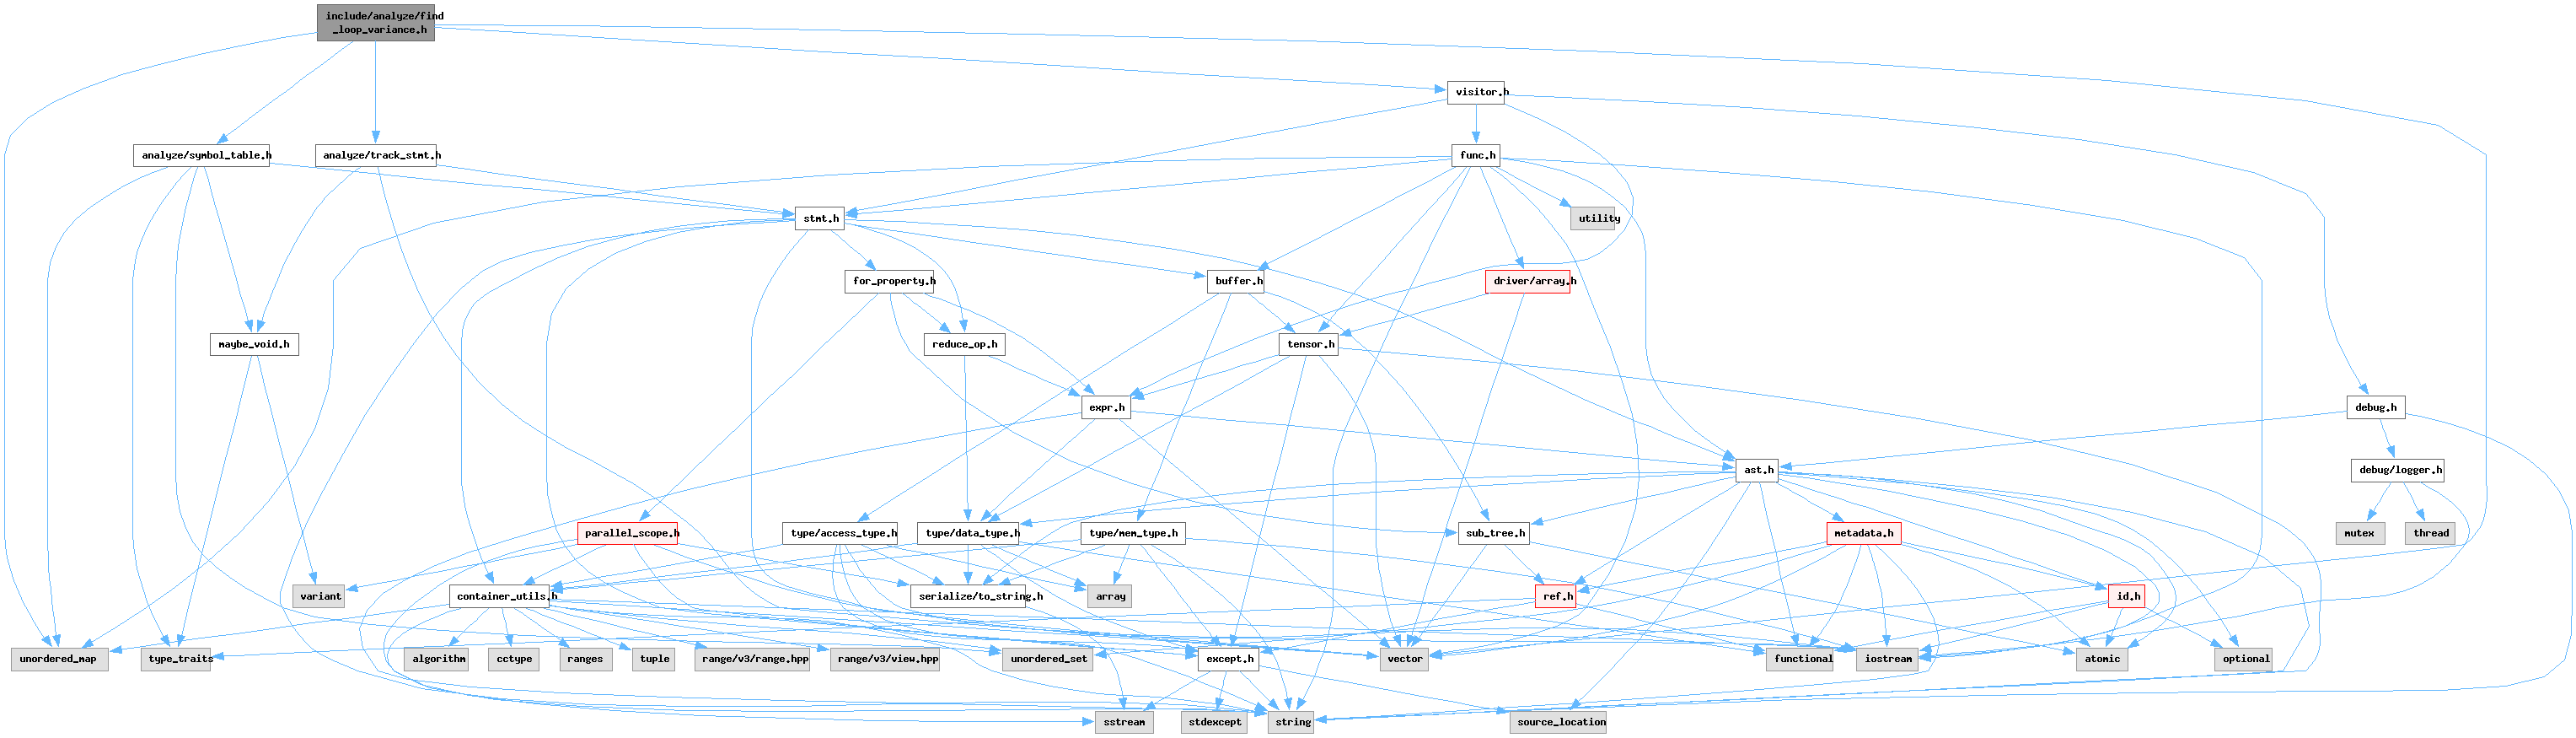 include/analyze/find
_loop_variance.h
visitor.h
analyze/symbol_table.h
analyze/track_stmt.h
func.h
stmt.h
utility
for_property.h
buffer.h
driver/array.h
maybe_void.h
reduce_op.h
tensor.h
expr.h
debug.h
ast.h
debug/logger.h
parallel_scope.h
type/access_type.h
type/data_type.h
type/mem_type.h
sub_tree.h
metadata.h
mutex
thread
variant
container_utils.h
serialize/to_string.h
array
ref.h
id.h
unordered_map
type_traits
algorithm
cctype
ranges
tuple
range/v3/range.hpp
range/v3/view.hpp
unordered_set
except.h
vector
functional
iostream
atomic
optional
sstream
stdexcept
string
source_location